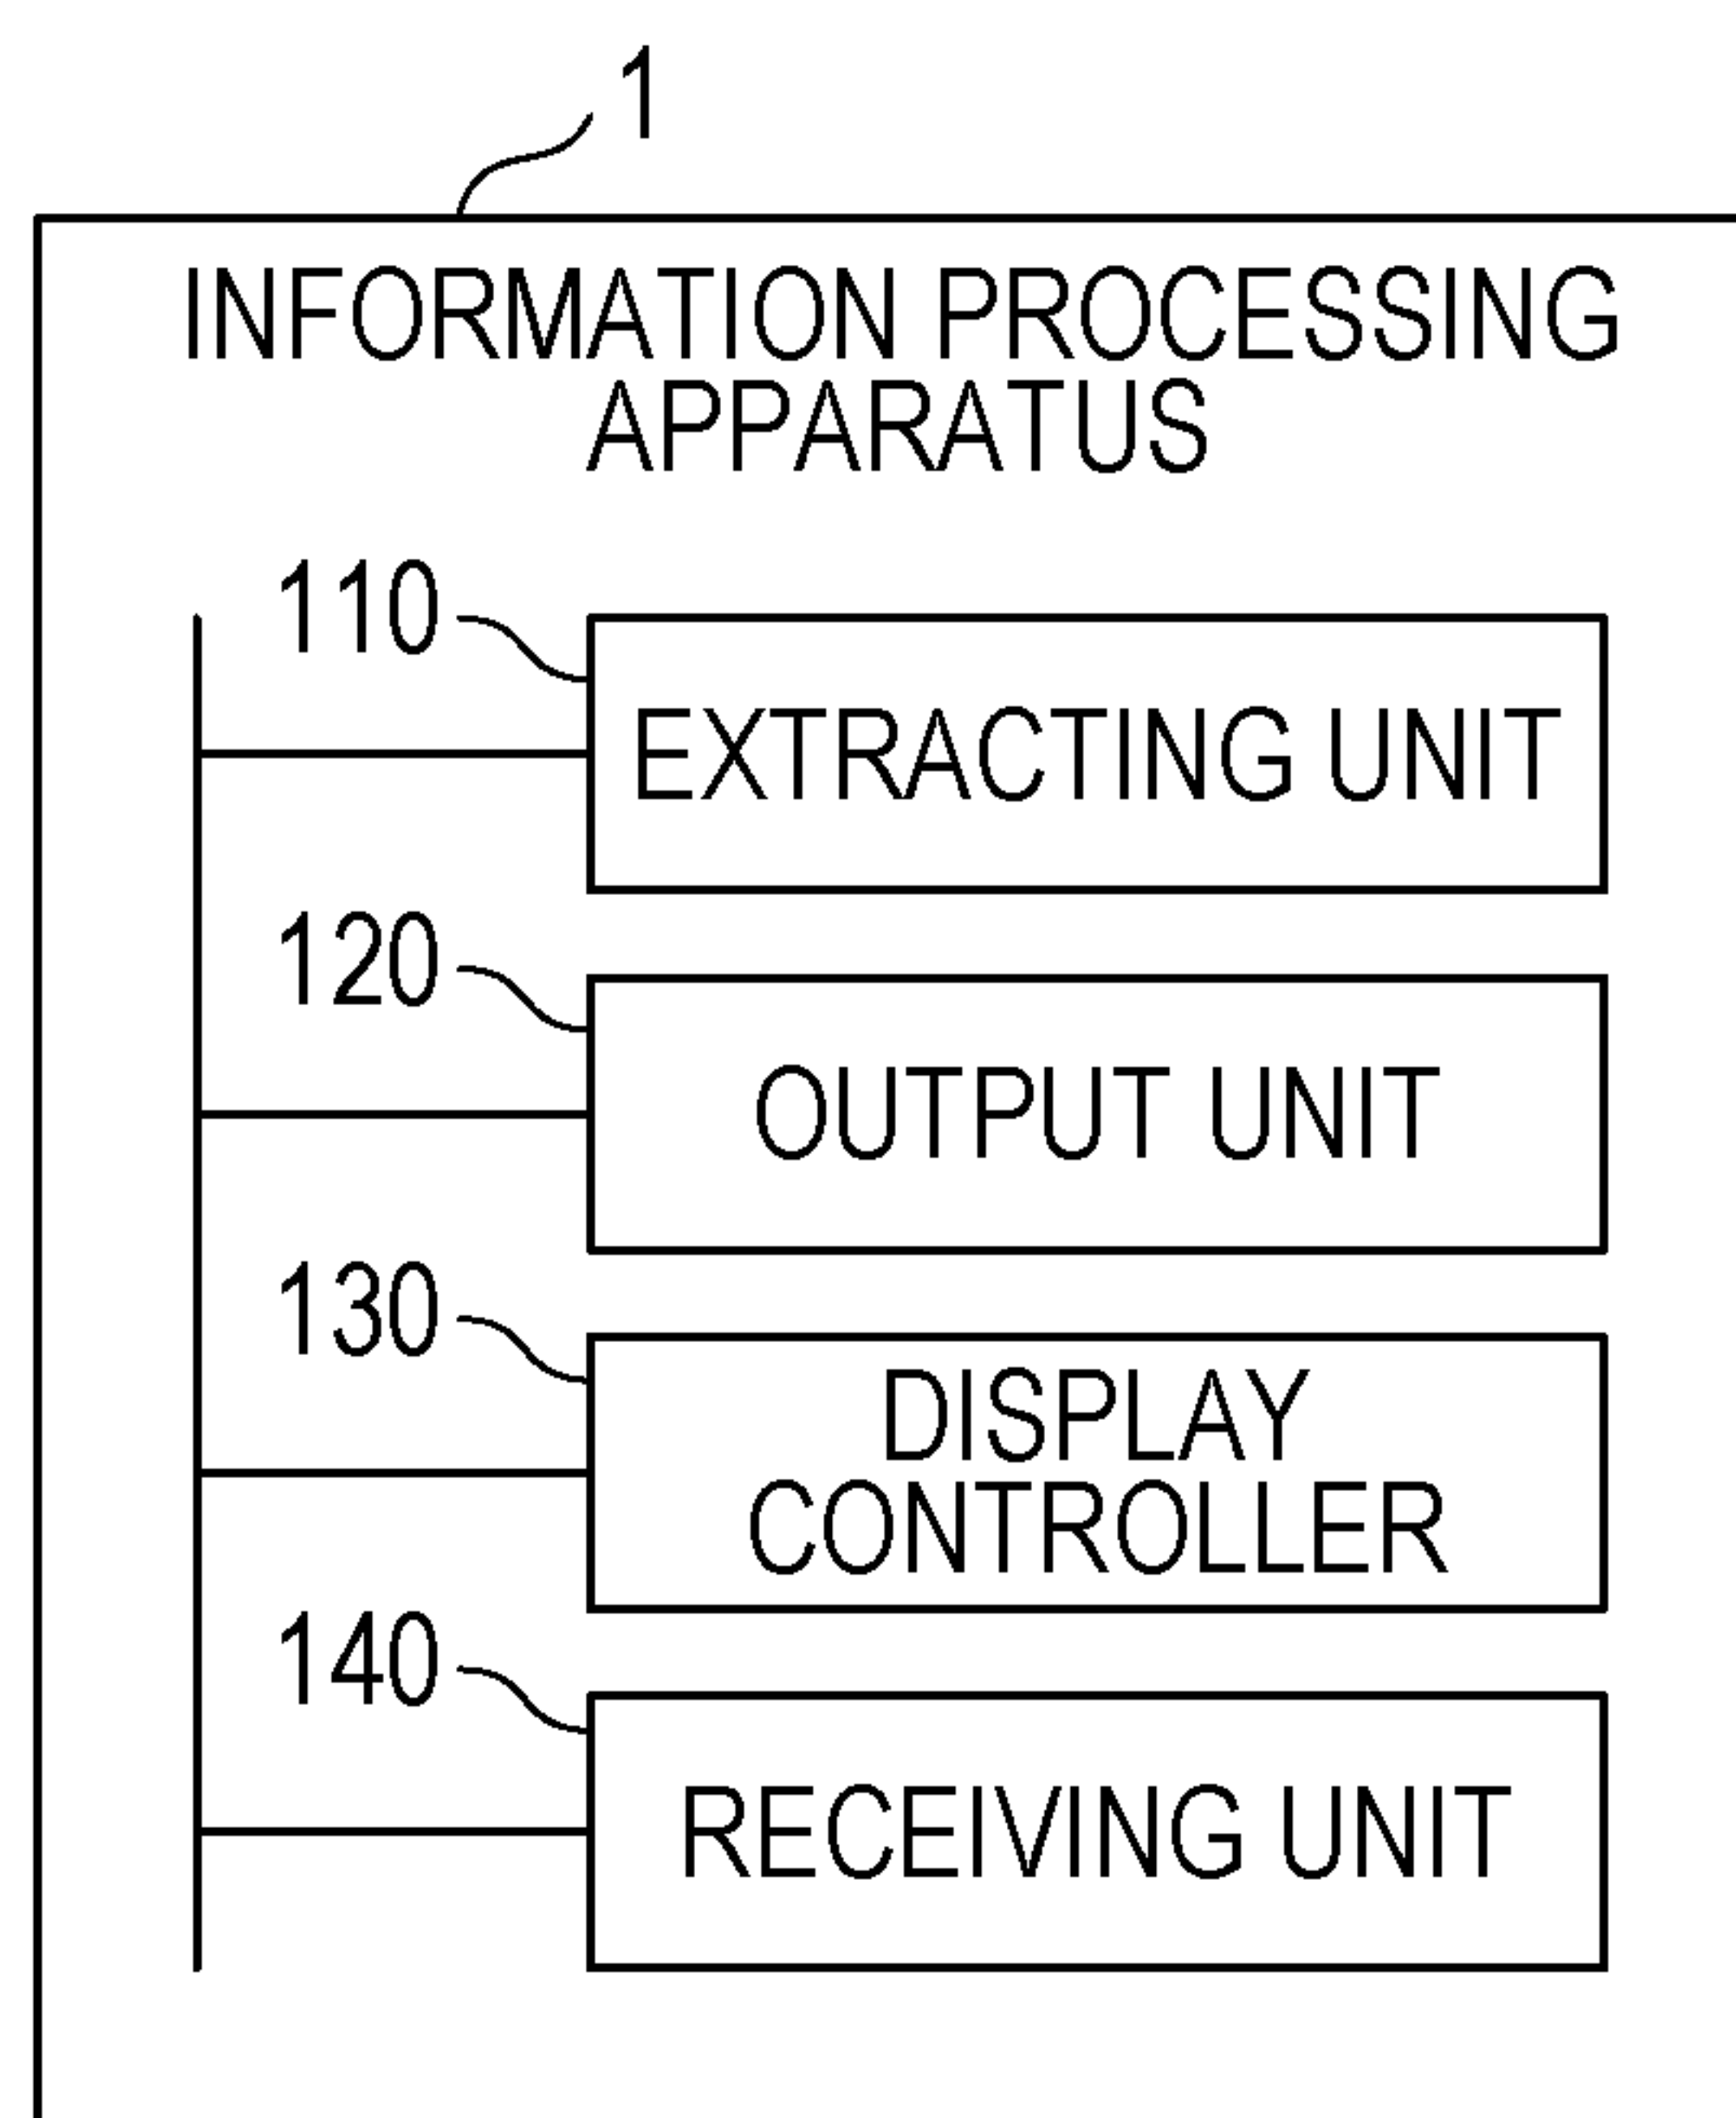 1
INFORMATION PROCESSING
APPARATUS
110
EXTRACTING UNIT
120
OUTPUT UNIT
130
DISPLAY
CONTROLLER
140
RECEIVING UNIT